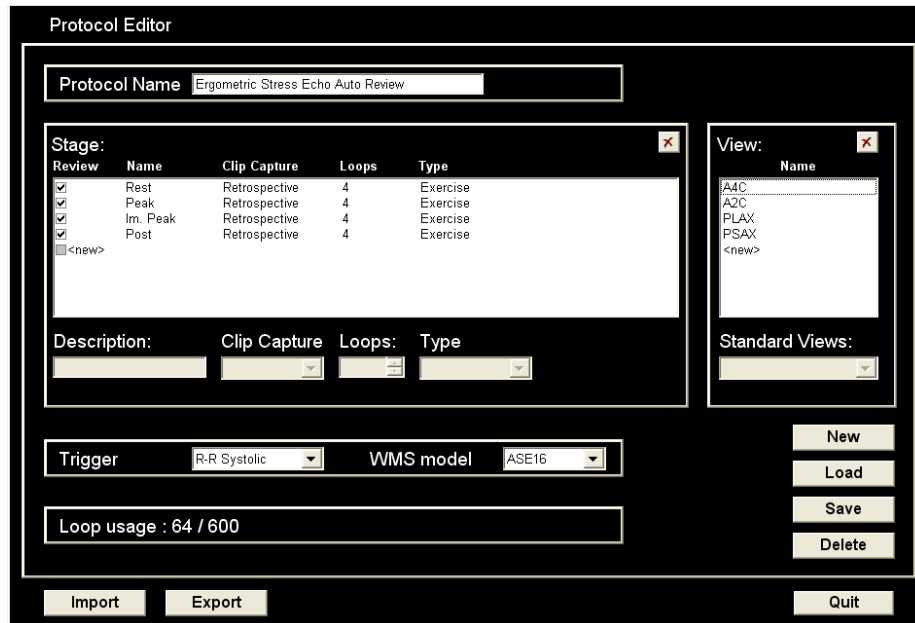 Protocol Editor
Protocol Name Ergometric Stress Echo Auto Review
Stage:
Review Name Clip Capture Loops Type
Rest Retrospective 4 Exercise
Peak Retrospective 4 Exercise
Im. Peak Retrospective 4 Exercise
Post Retrospective 4 Exercise
<new>
Description: Clip Capture Loops: Type
View:
Name
A4C
A2C
PLAX
PSAX
<new>
Standard Views:
Trigger R-R Systolic WMS model ASE16
Loop usage : 64 / 600
New
Load
Save
Delete
Import Export Quit